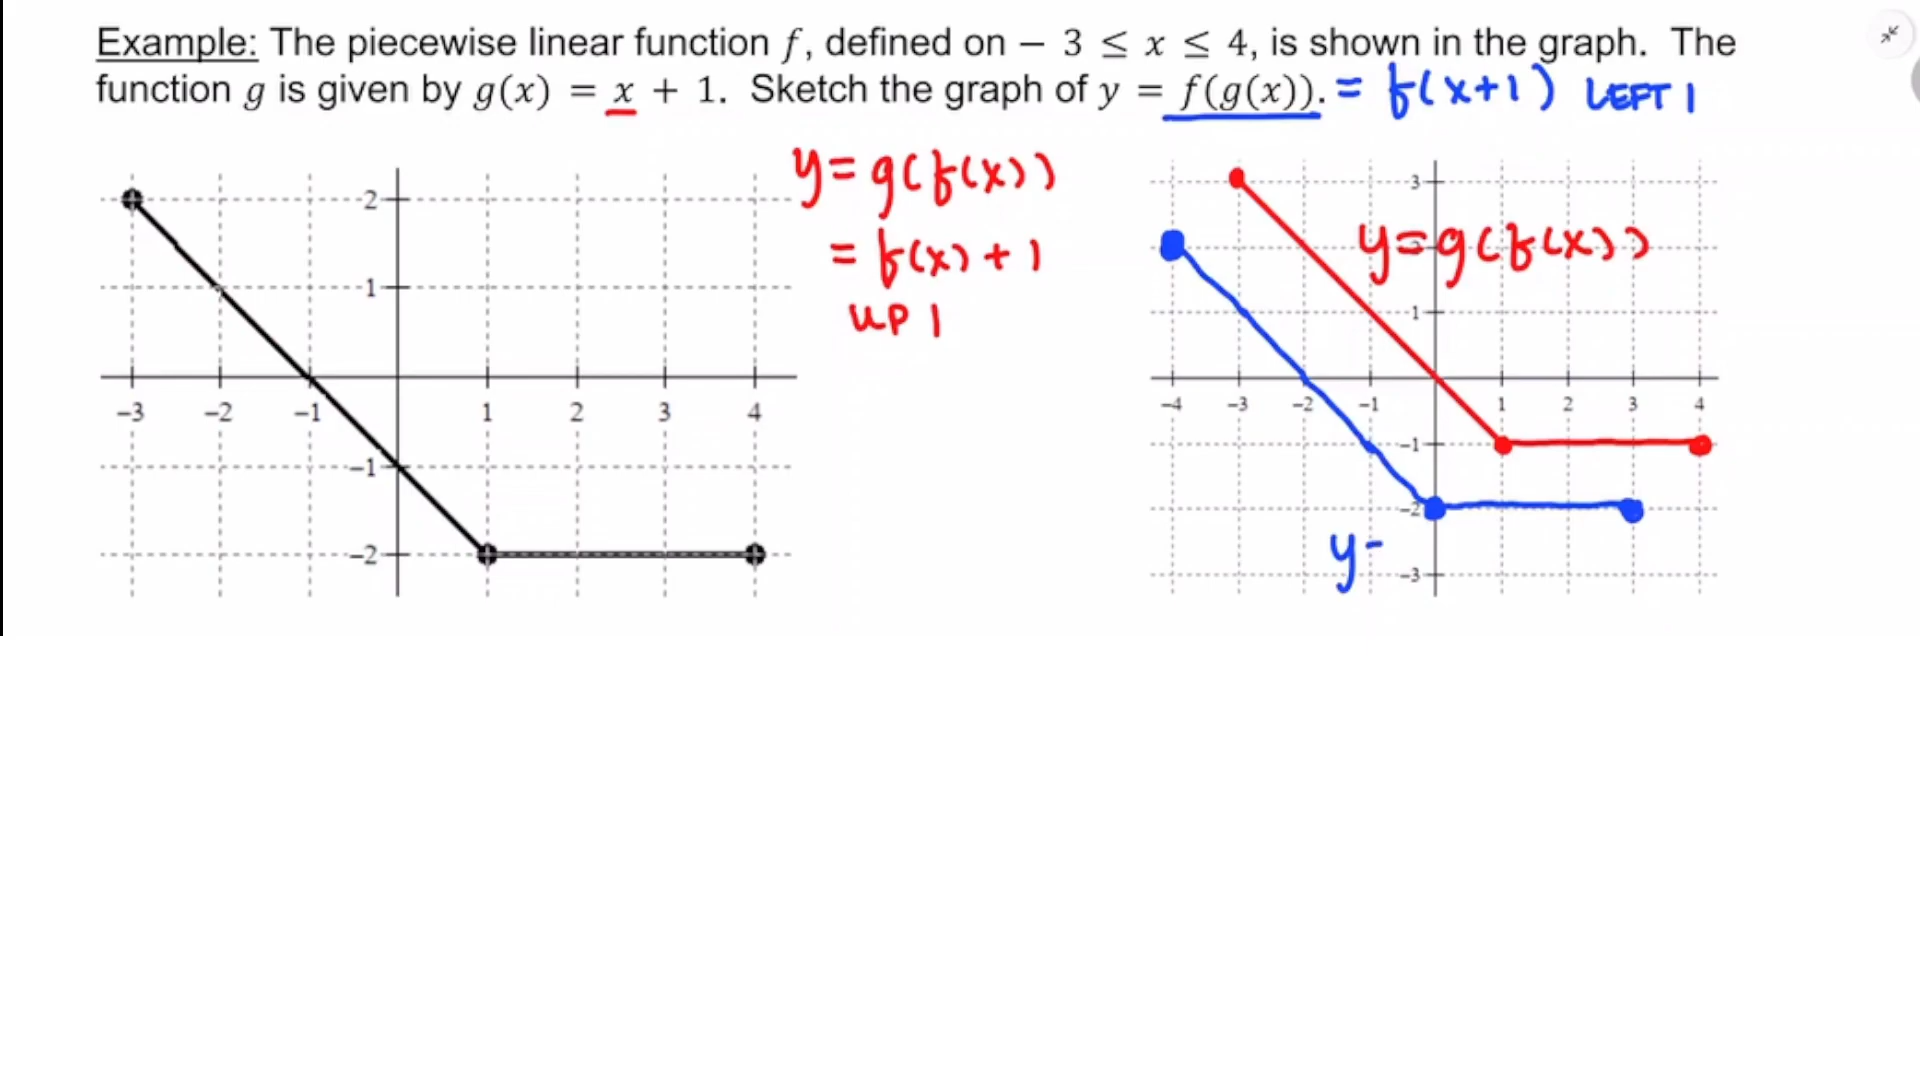 Example: The piecewise linear function f, defined on − 3 ≤ x ≤ 4, is shown in the graph. The
function g is given by g(x) = x + 1. Sketch the graph of y = f(g(x)). = f(x+1) LEFT 1
y = g(f(x))
= f(x) + 1
UP 1
2
1
−3 −2 −1 1 2 3 4
−1
−2
3
y = g(f(x))
1
−4 −3 −2 −1 1 2 3 4
−1
−2
y -
−3